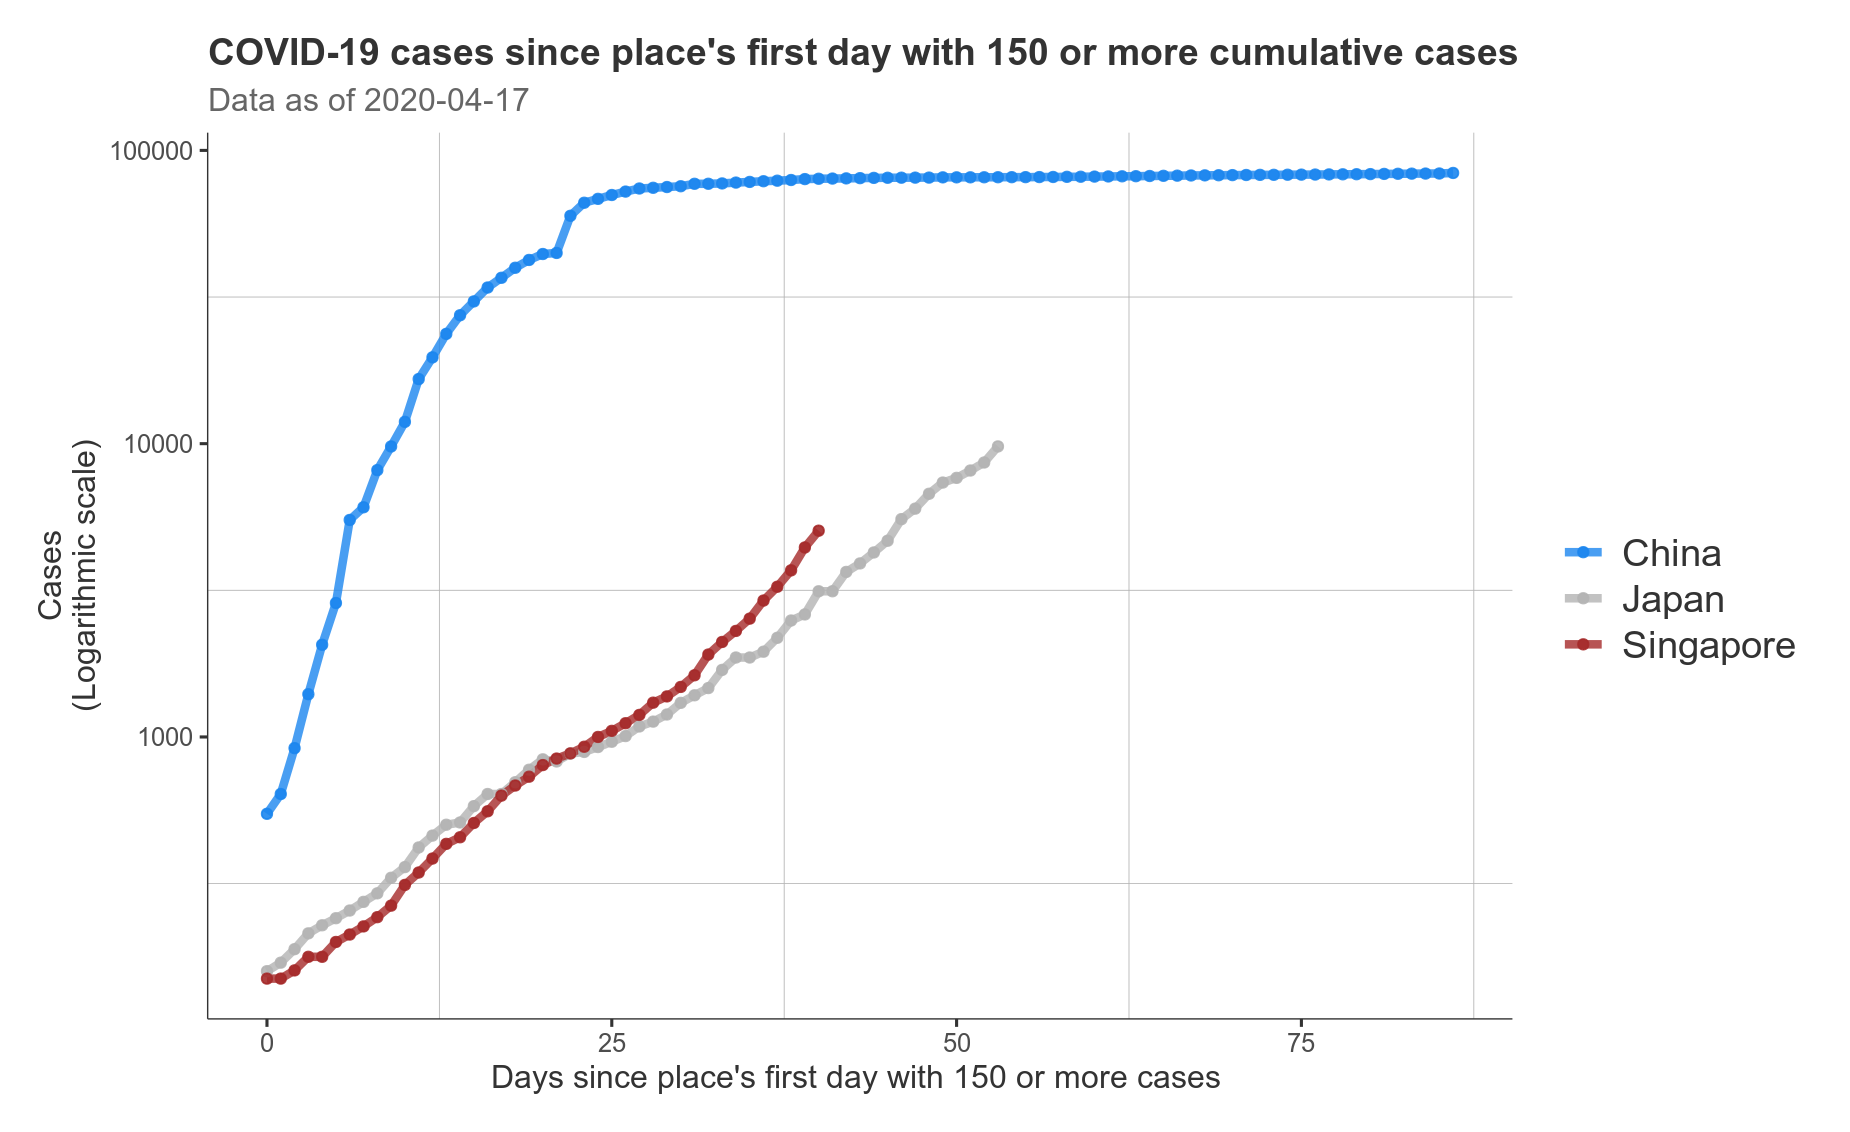 COVID-19 cases since place's first day with 150 or more cumulative cases
Data as of 2020-04-17
100000
10000
1000
Cases
(Logarithmic scale)
0
25
50
75
Days since place's first day with 150 or more cases
China
Japan
Singapore